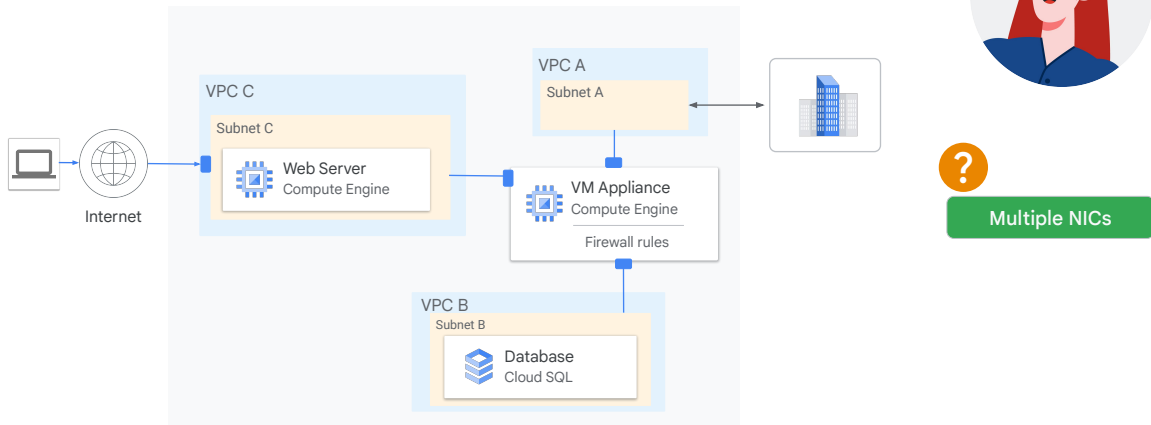 VPC A
Subnet A
VPC C
Subnet C
Web Server
Compute Engine
Internet
VM Appliance
Compute Engine
Firewall rules
?
Multiple NICs
VPC B
Subnet B
Database
Cloud SQL